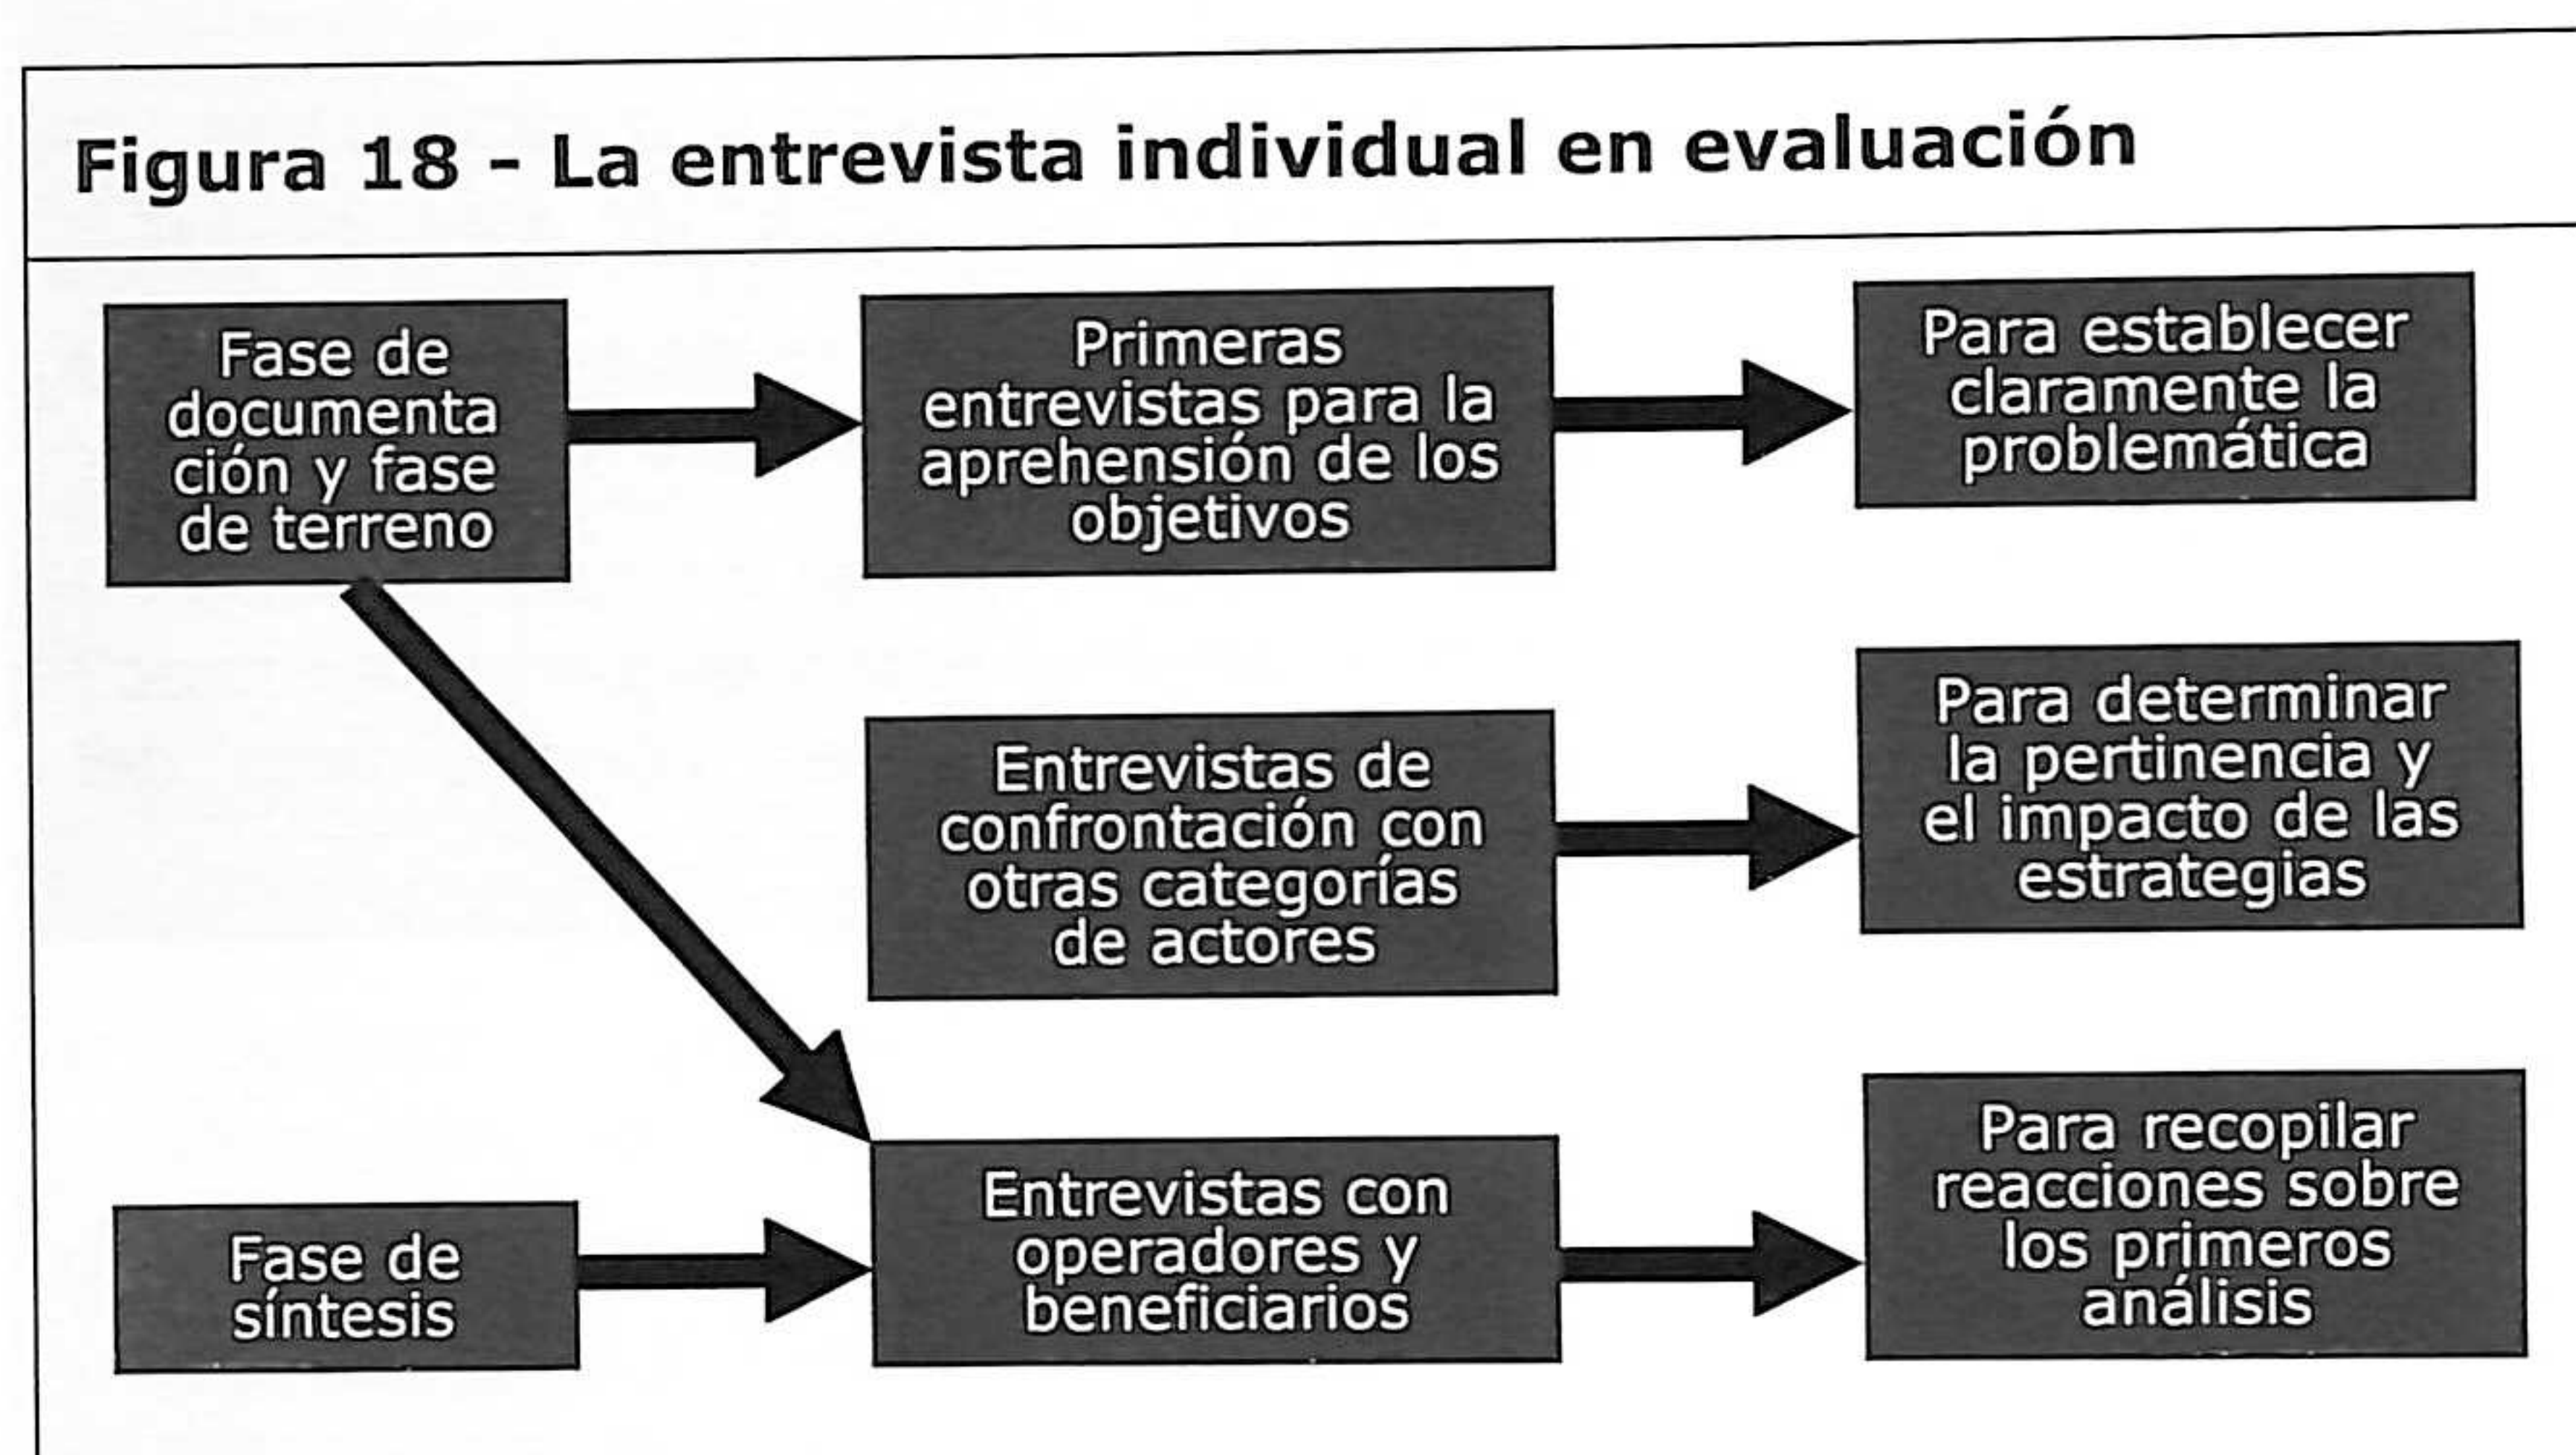 Figura 18 - La entrevista individual en evaluación
Fase de
documenta
ción y fase
de terreno
Primeras
entrevistas para la
aprehensión de los
objetivos
Para establecer
claramente la
problemática
Entrevistas de
confrontación con
otras categorías
de actores
Para determinar
la pertinencia y
el impacto de las
estrategias
Fase de
síntesis
Entrevistas con
operadores y
beneficiarios
Para recopilar
reacciones sobre
los primeros
análisis